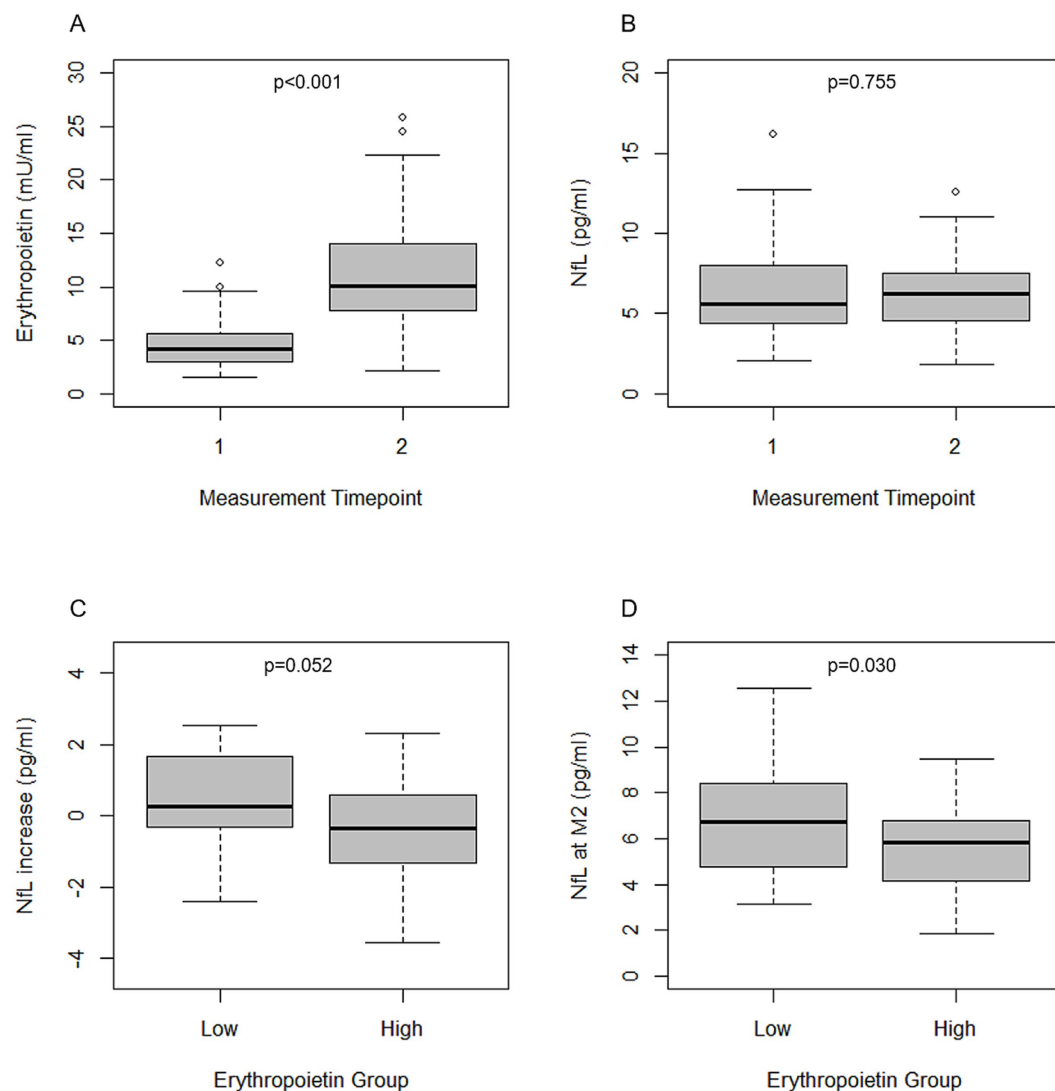 A
p<0.001
Erythropoietin (mU/ml)
30
25
20
15
10
5
0
1
2
Measurement Timepoint
B
p=0.755
NfL (pg/ml)
20
15
10
5
0
1
2
Measurement Timepoint
C
p=0.052
NfL increase (pg/ml)
4
2
0
-2
-4
Low
High
Erythropoietin Group
D
p=0.030
NfL at M2 (pg/ml)
14
12
10
8
6
4
2
0
Low
High
Erythropoietin Group